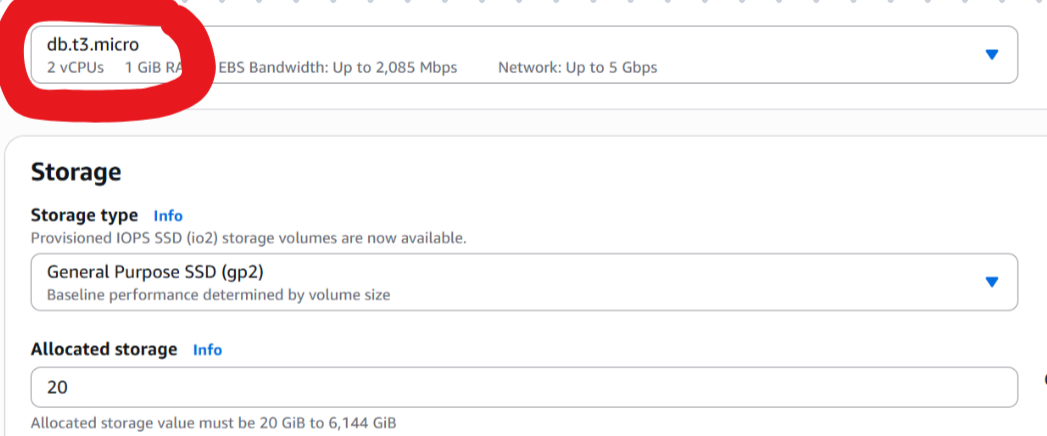 db.t3.micro
2 vCPUs 1 GiB EBS Bandwidth: Up to 2,085 Mbps Network: Up to 5 Gbps
Storage
Storage type Info
Provisioned IOPS SSD (io2) storage volumes are now available.
General Purpose SSD (gp2)
Baseline performance determined by volume size
Allocated storage Info
20
Allocated storage value must be 20 GiB to 6,144 GiB